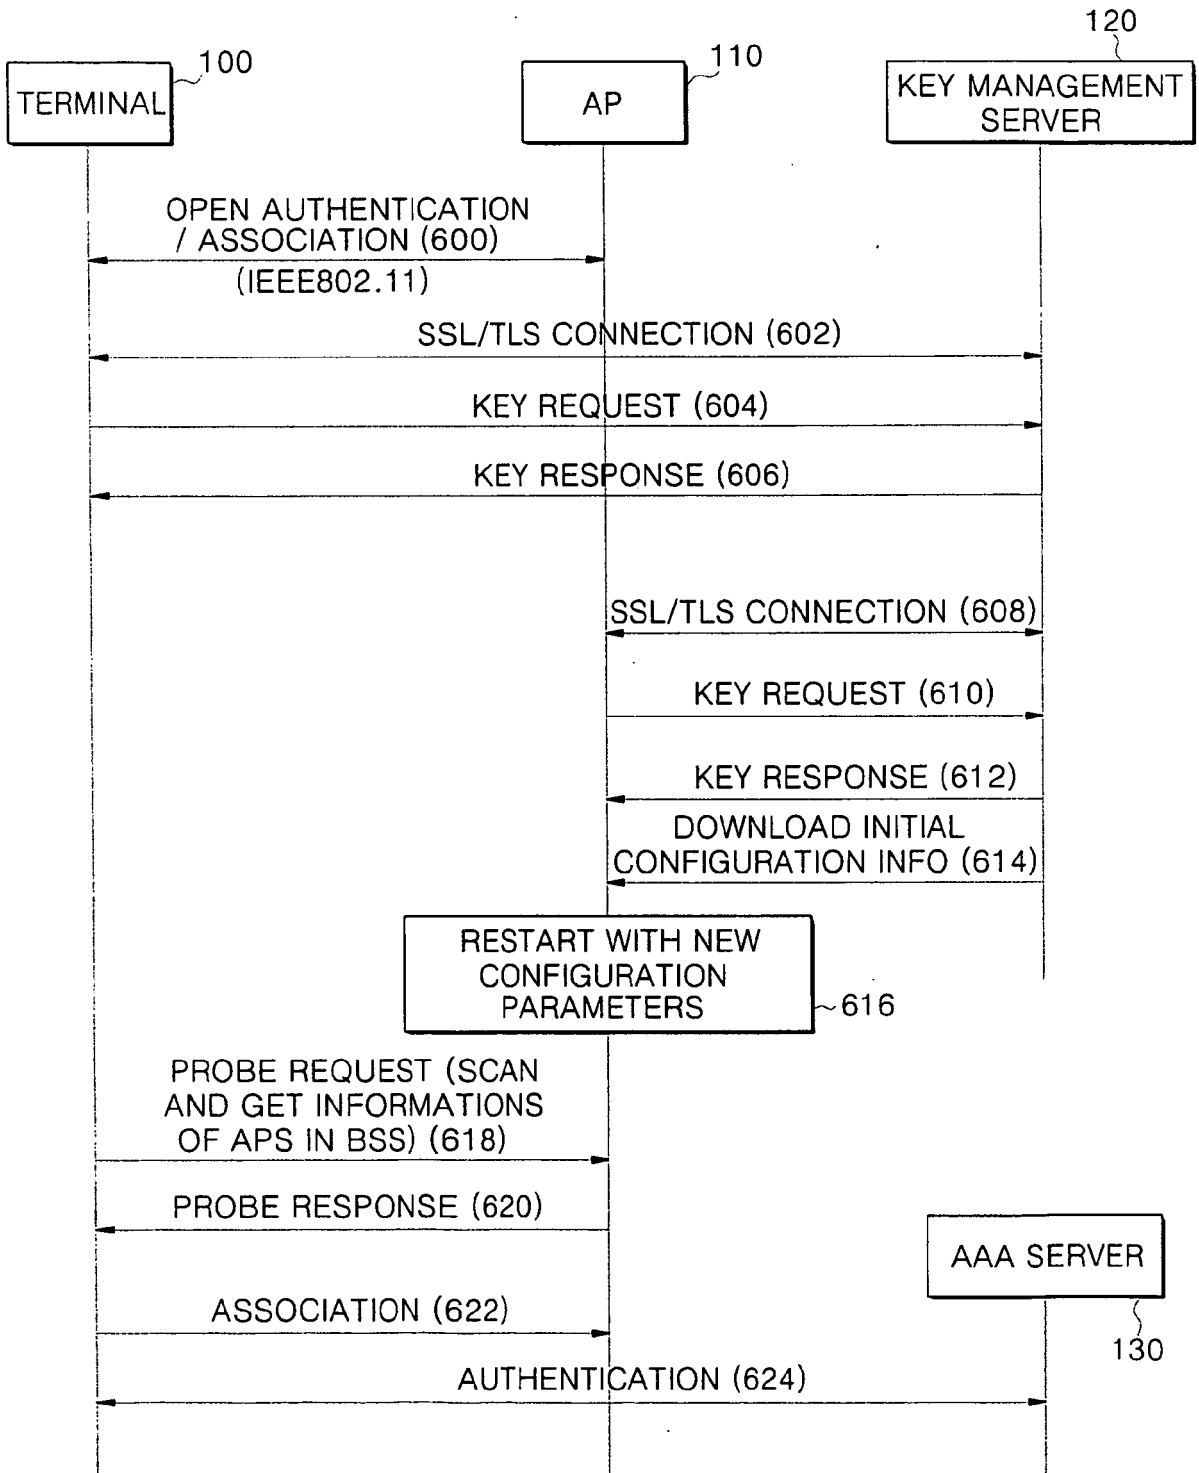 120
100
110
TERMINAL
AP
KEY MANAGEMENT
SERVER
OPEN AUTHENTICATION
/ ASSOCIATION (600)
(IEEE802.11)
SSL/TLS CONNECTION (602)
KEY REQUEST (604)
KEY RESPONSE (606)
SSL/TLS CONNECTION (608)
KEY REQUEST (610)
KEY RESPONSE (612)
DOWNLOAD INITIAL
CONFIGURATION INFO (614)
RESTART WITH NEW
CONFIGURATION
PARAMETERS
616
PROBE REQUEST (SCAN
AND GET INFORMATIONS
OF APS IN BSS) (618)
PROBE RESPONSE (620)
AAA SERVER
ASSOCIATION (622)
130
AUTHENTICATION (624)